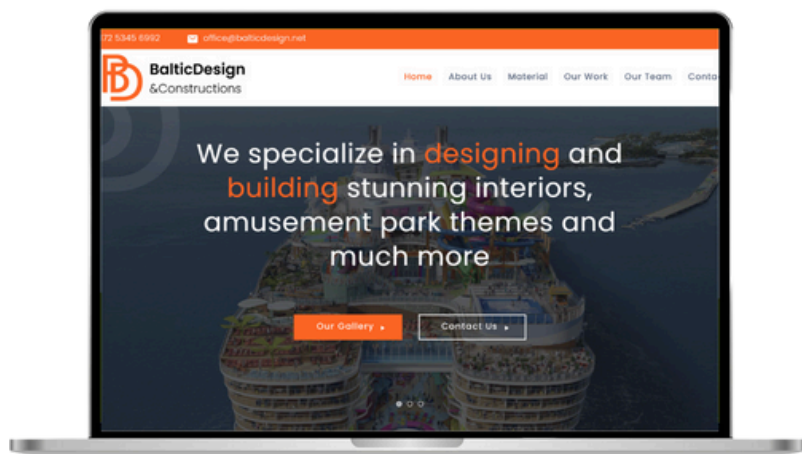 72 5345 6992 office@balticdesign.net
BalticDesign
&Constructions
Home About Us Material Our Work Our Team Conta
We specialize in designing and
building stunning interiors,
amusement park themes and
much more
Our Gallery Contact Us